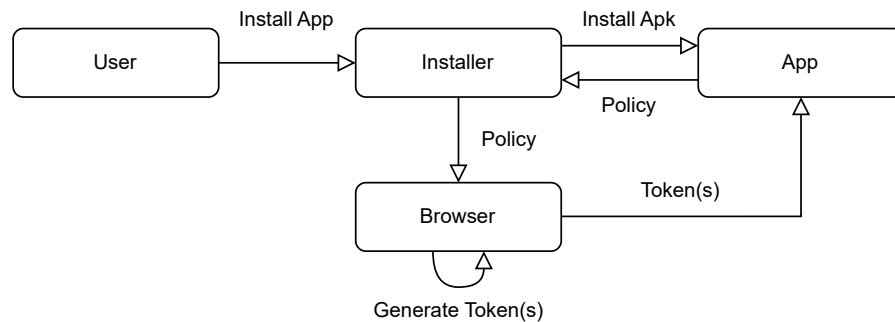 Install App
Install Apk
User
Installer
App
Policy
Policy
Browser
Token(s)
Generate Token(s)